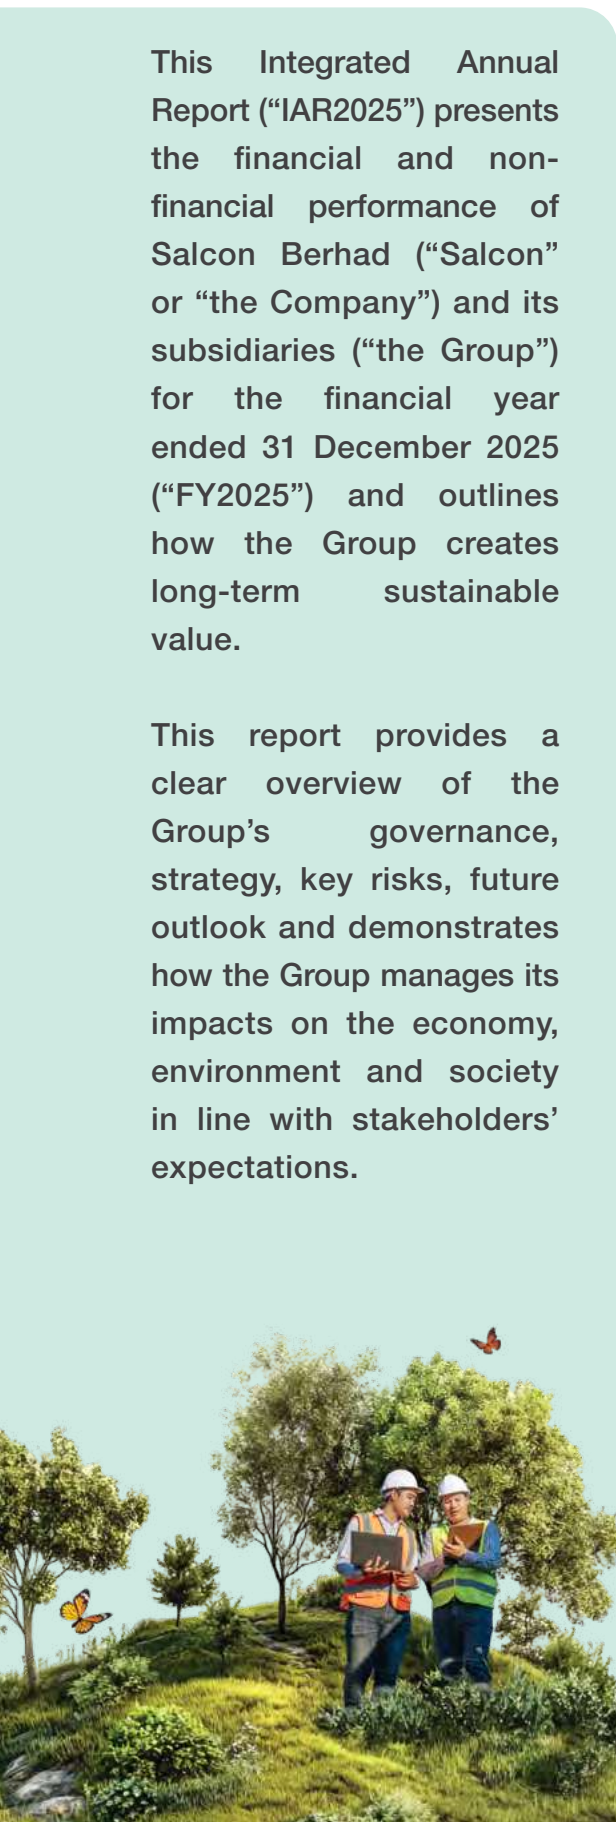 This Integrated Annual
Report (“IAR2025”) presents
the financial and non-
financial performance of
Salcon Berhad (“Salcon”
or “the Company”) and its
subsidiaries (“the Group”)
for the financial year
ended 31 December 2025
(“FY2025”) and outlines
how the Group creates
long-term sustainable
value.
This report provides a
clear overview of the
Group’s governance,
strategy, key risks, future
outlook and demonstrates
how the Group manages its
impacts on the economy,
environment and society
in line with stakeholders’
expectations.